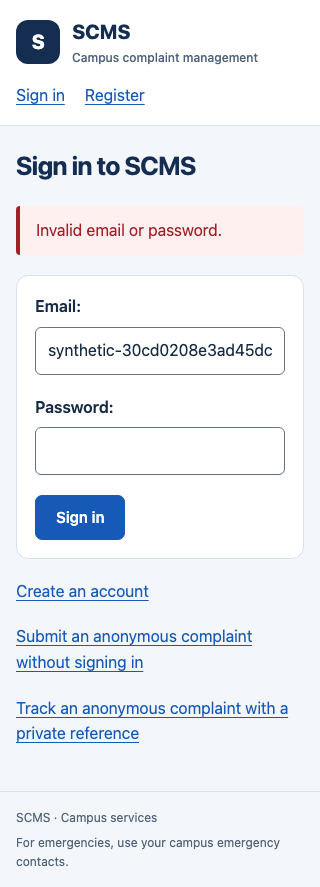 S
SCMS
Campus complaint management
Sign in
Register
Sign in to SCMS
Invalid email or password.
Email:
synthetic-30cd0208e3ad45dc
Password:
Sign in
Create an account
Submit an anonymous complaint
without signing in
Track an anonymous complaint with a
private reference
SCMS · Campus services
For emergencies, use your campus emergency
contacts.